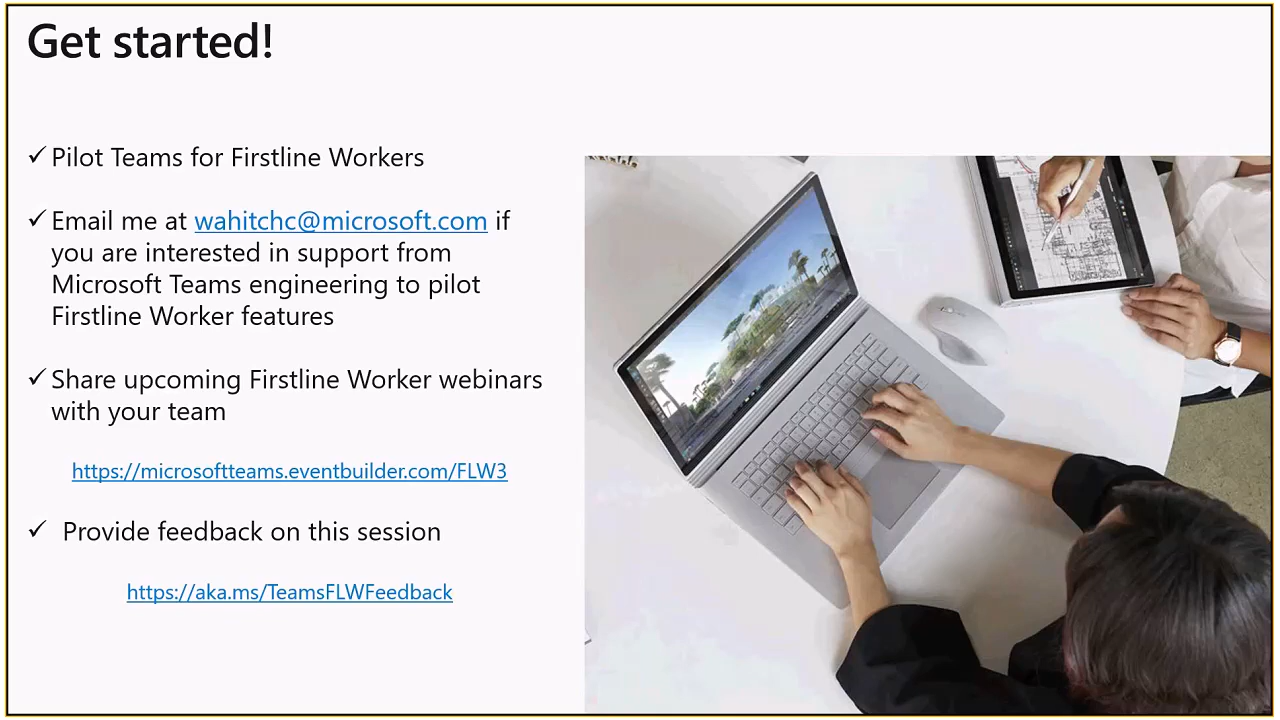 Get started!
✓ Pilot Teams for Firstline Workers
✓ Email me at wahitchc@microsoft.com if
you are interested in support from
Microsoft Teams engineering to pilot
Firstline Worker features
✓ Share upcoming Firstline Worker webinars
with your team
https://microsoftteams.eventbuilder.com/FLW3
✓ Provide feedback on this session
https://aka.ms/TeamsFLWFeedback